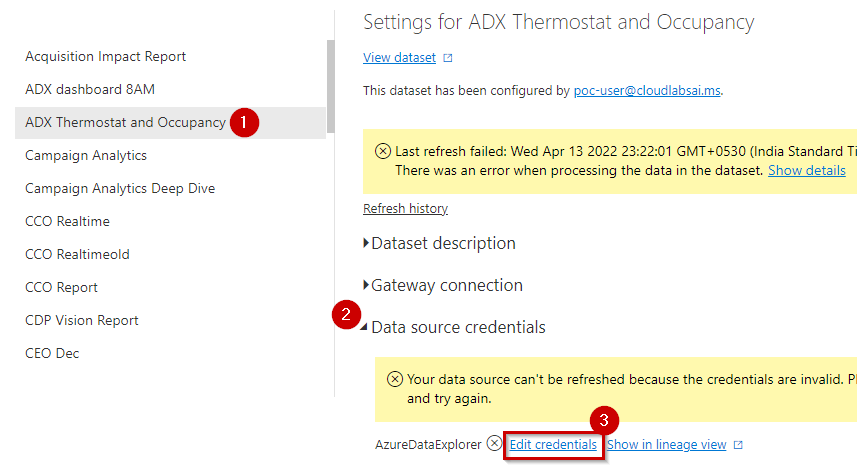 Settings for ADX Thermostat and Occupancy
View dataset
This dataset has been configured by poc-user@cloudlabsai.ms.
Acquisition Impact Report
ADX dashboard 8AM
ADX Thermostat and Occupancy 1
Campaign Analytics
Campaign Analytics Deep Dive
CCO Realtime
CCO Realtimeold
CCO Report
CDP Vision Report
CEO Dec
Last refresh failed: Wed Apr 13 2022 23:22:01 GMT+0530 (India Standard Ti
There was an error when processing the data in the dataset. Show details
Refresh history
Dataset description
Gateway connection
2
Data source credentials
Your data source can't be refreshed because the credentials are invalid. Pl
and try again.
3
AzureDataExplorer Edit credentials Show in lineage view